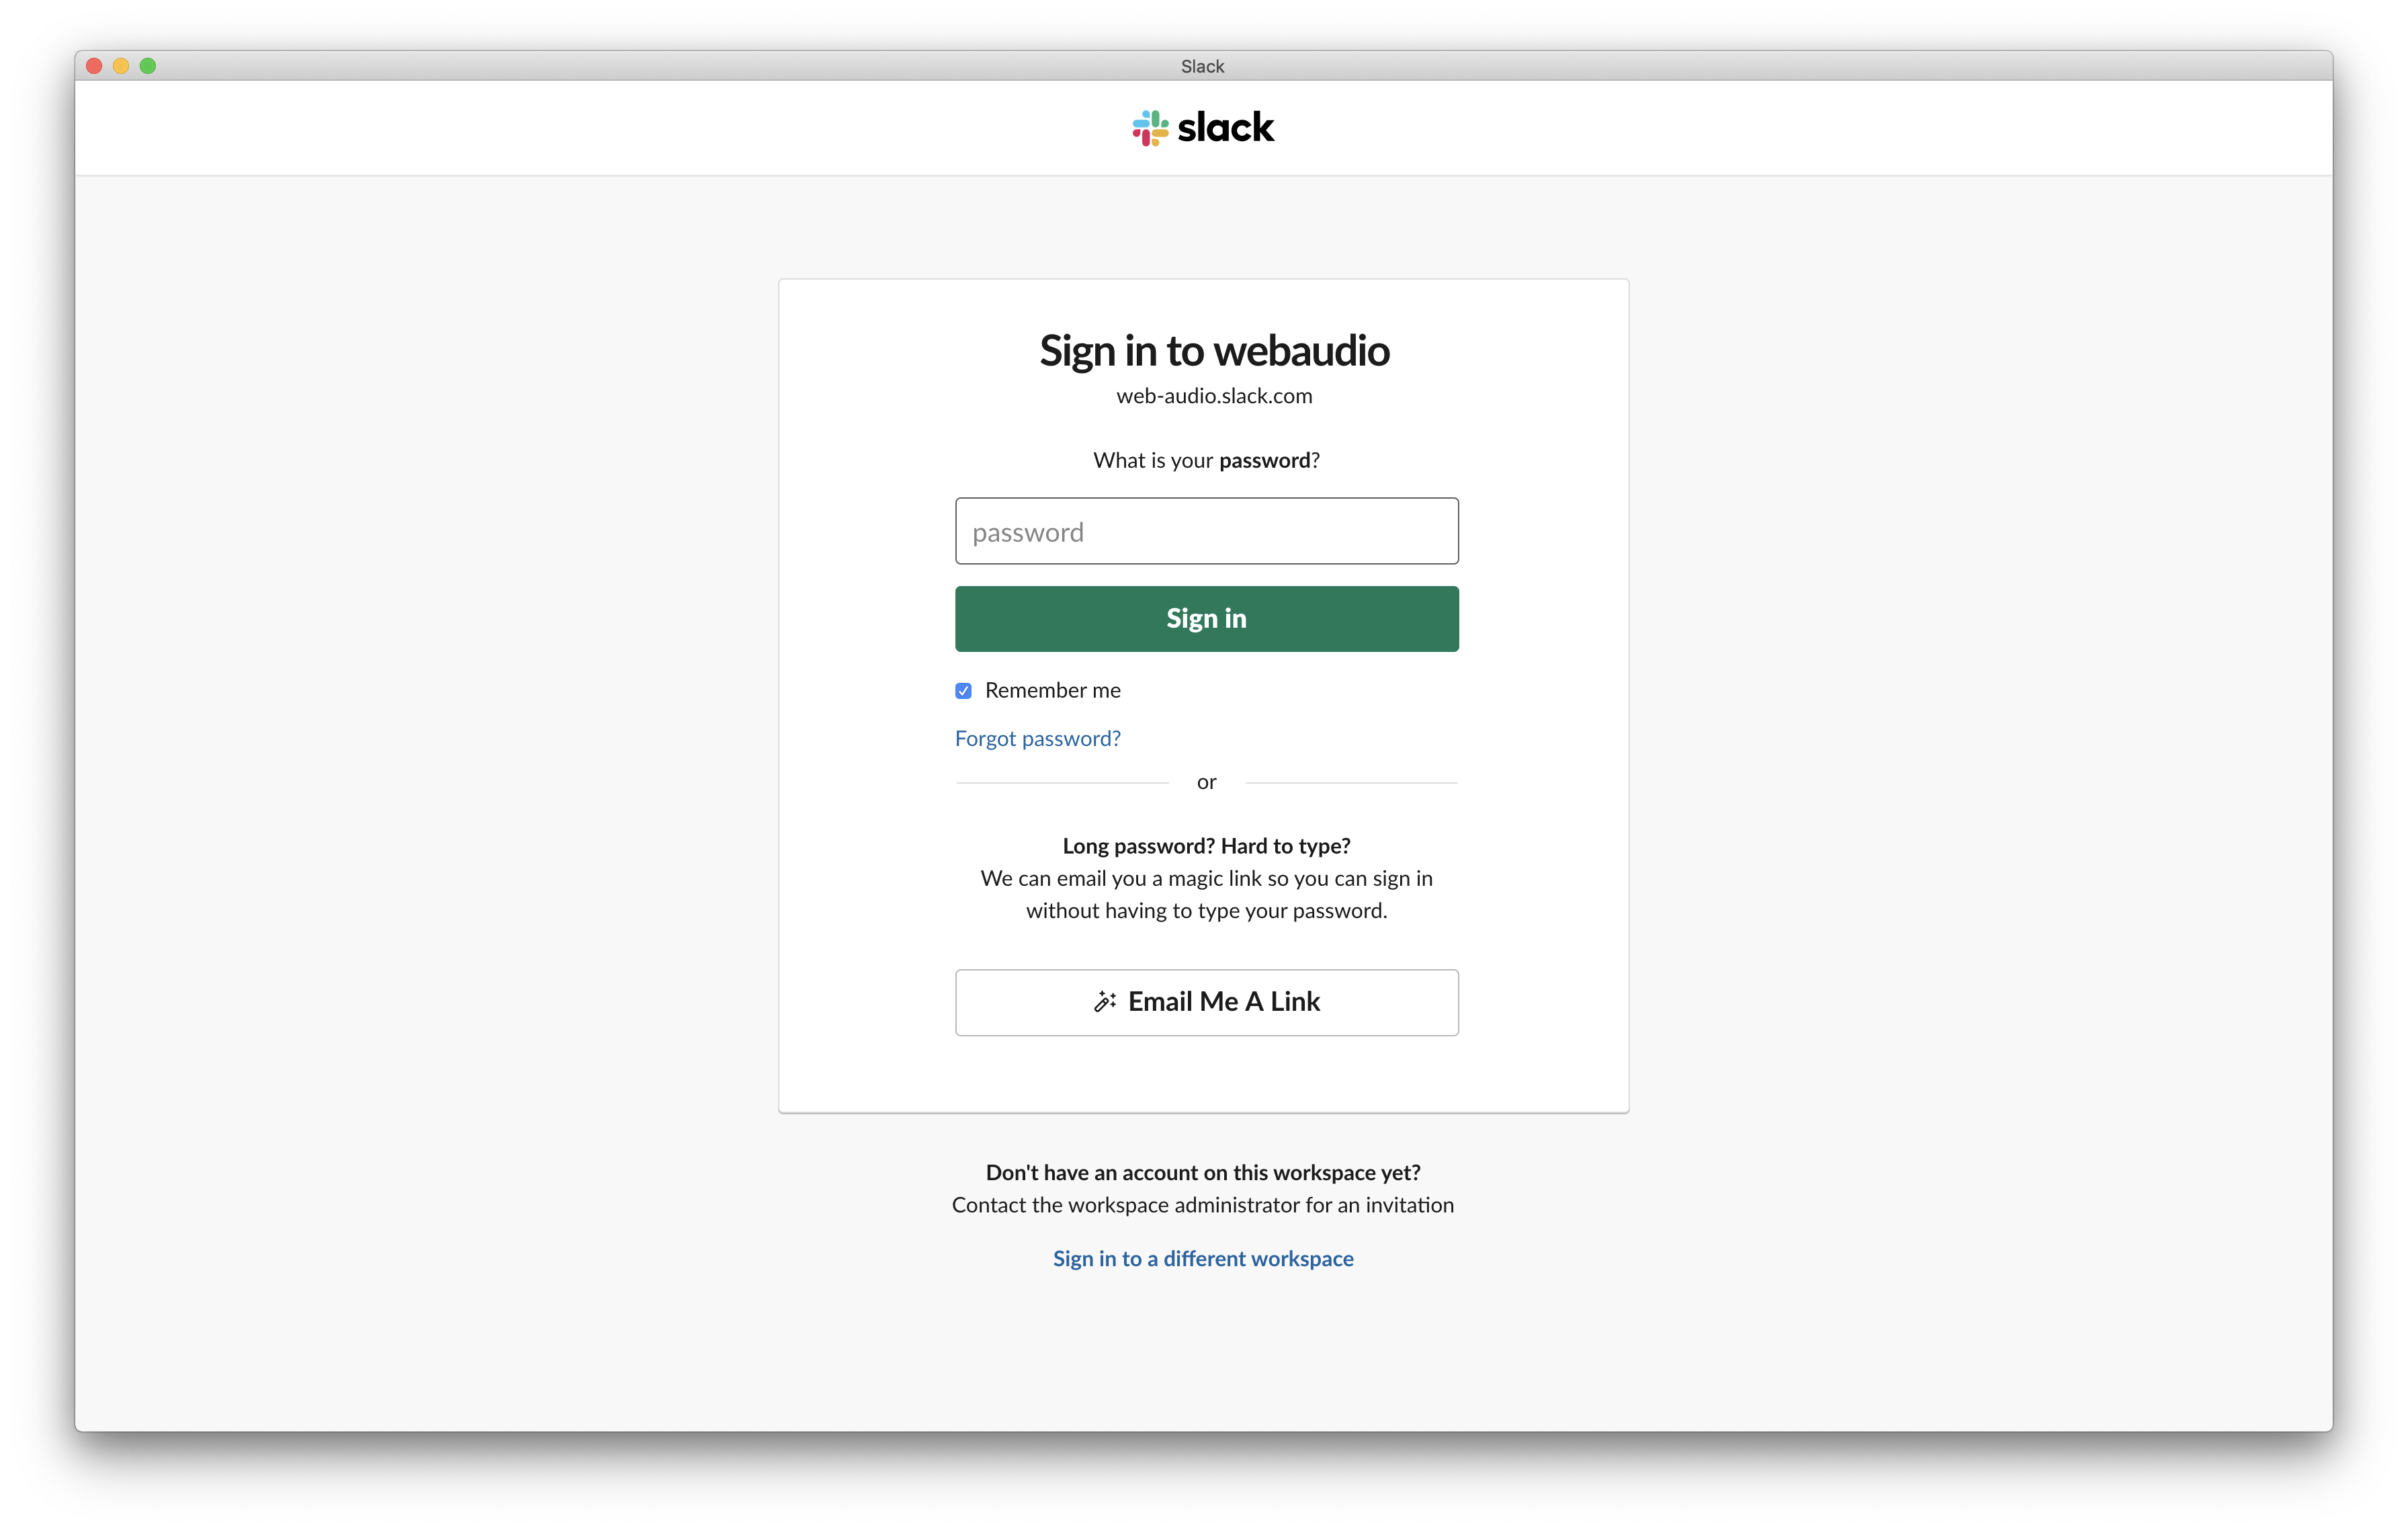 Slack
slack
Sign in to webaudio
web-audio.slack.com
What is your password?
password
Sign in
Remember me
Forgot password?
or
Long password? Hard to type?
We can email you a magic link so you can sign in
without having to type your password.
Email Me A Link
Don't have an account on this workspace yet?
Contact the workspace administrator for an invitation
Sign in to a different workspace